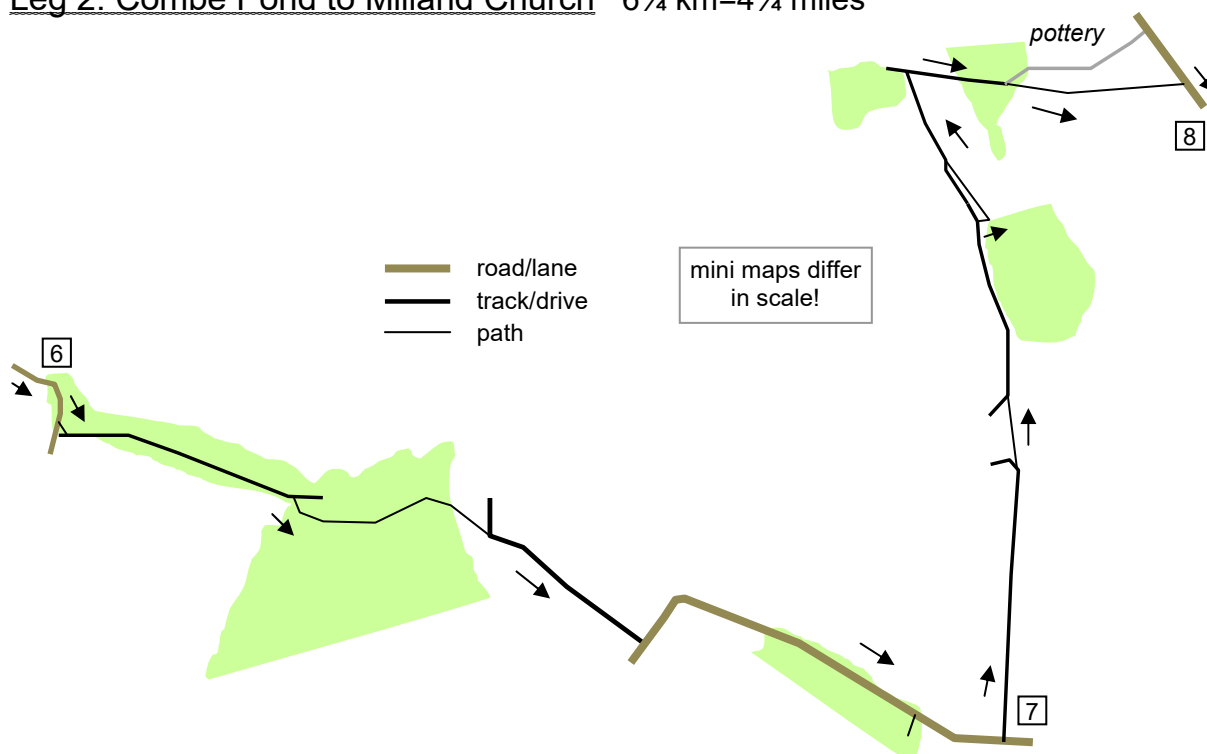 Leg 2: Combe Pond to Milland Church 6¾ km=4¼ miles
pottery
8
road/lane
track/drive
path
mini maps differ
in scale!
6
7